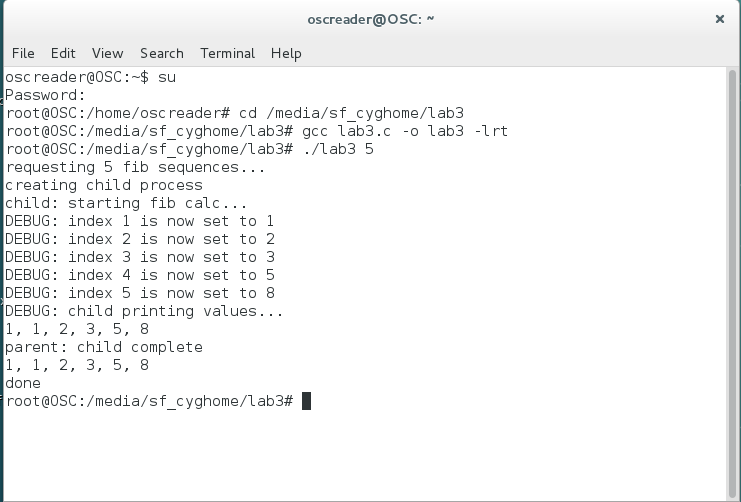 oscreader@OSC: ~
File Edit View Search Terminal Help
oscreader@OSC:~$ su
Password:
root@OSC:/home/oscreader# cd /media/sf_cyghome/lab3
root@OSC:/media/sf_cyghome/lab3# gcc lab3.c -o lab3 -lrt
root@OSC:/media/sf_cyghome/lab3# ./lab3 5
requesting 5 fib sequences...
creating child process
child: starting fib calc...
DEBUG: index 1 is now set to 1
DEBUG: index 2 is now set to 2
DEBUG: index 3 is now set to 3
DEBUG: index 4 is now set to 5
DEBUG: index 5 is now set to 8
DEBUG: child printing values...
1, 1, 2, 3, 5, 8
parent: child complete
1, 1, 2, 3, 5, 8
done
root@OSC:/media/sf_cyghome/lab3#